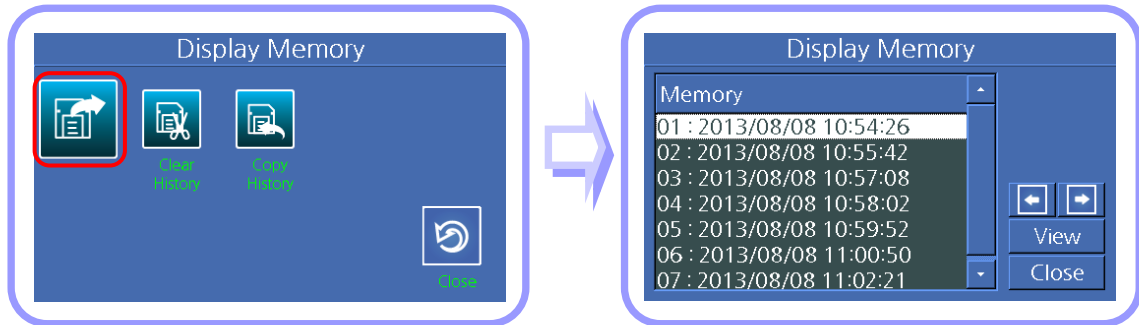 Display Memory
Clear
History
Copy
History
Close
Display Memory
Memory
01 : 2013/08/08 10:54:26
02 : 2013/08/08 10:55:42
03 : 2013/08/08 10:57:08
04 : 2013/08/08 10:58:02
05 : 2013/08/08 10:59:52
06 : 2013/08/08 11:00:50
07 : 2013/08/08 11:02:21
View
Close